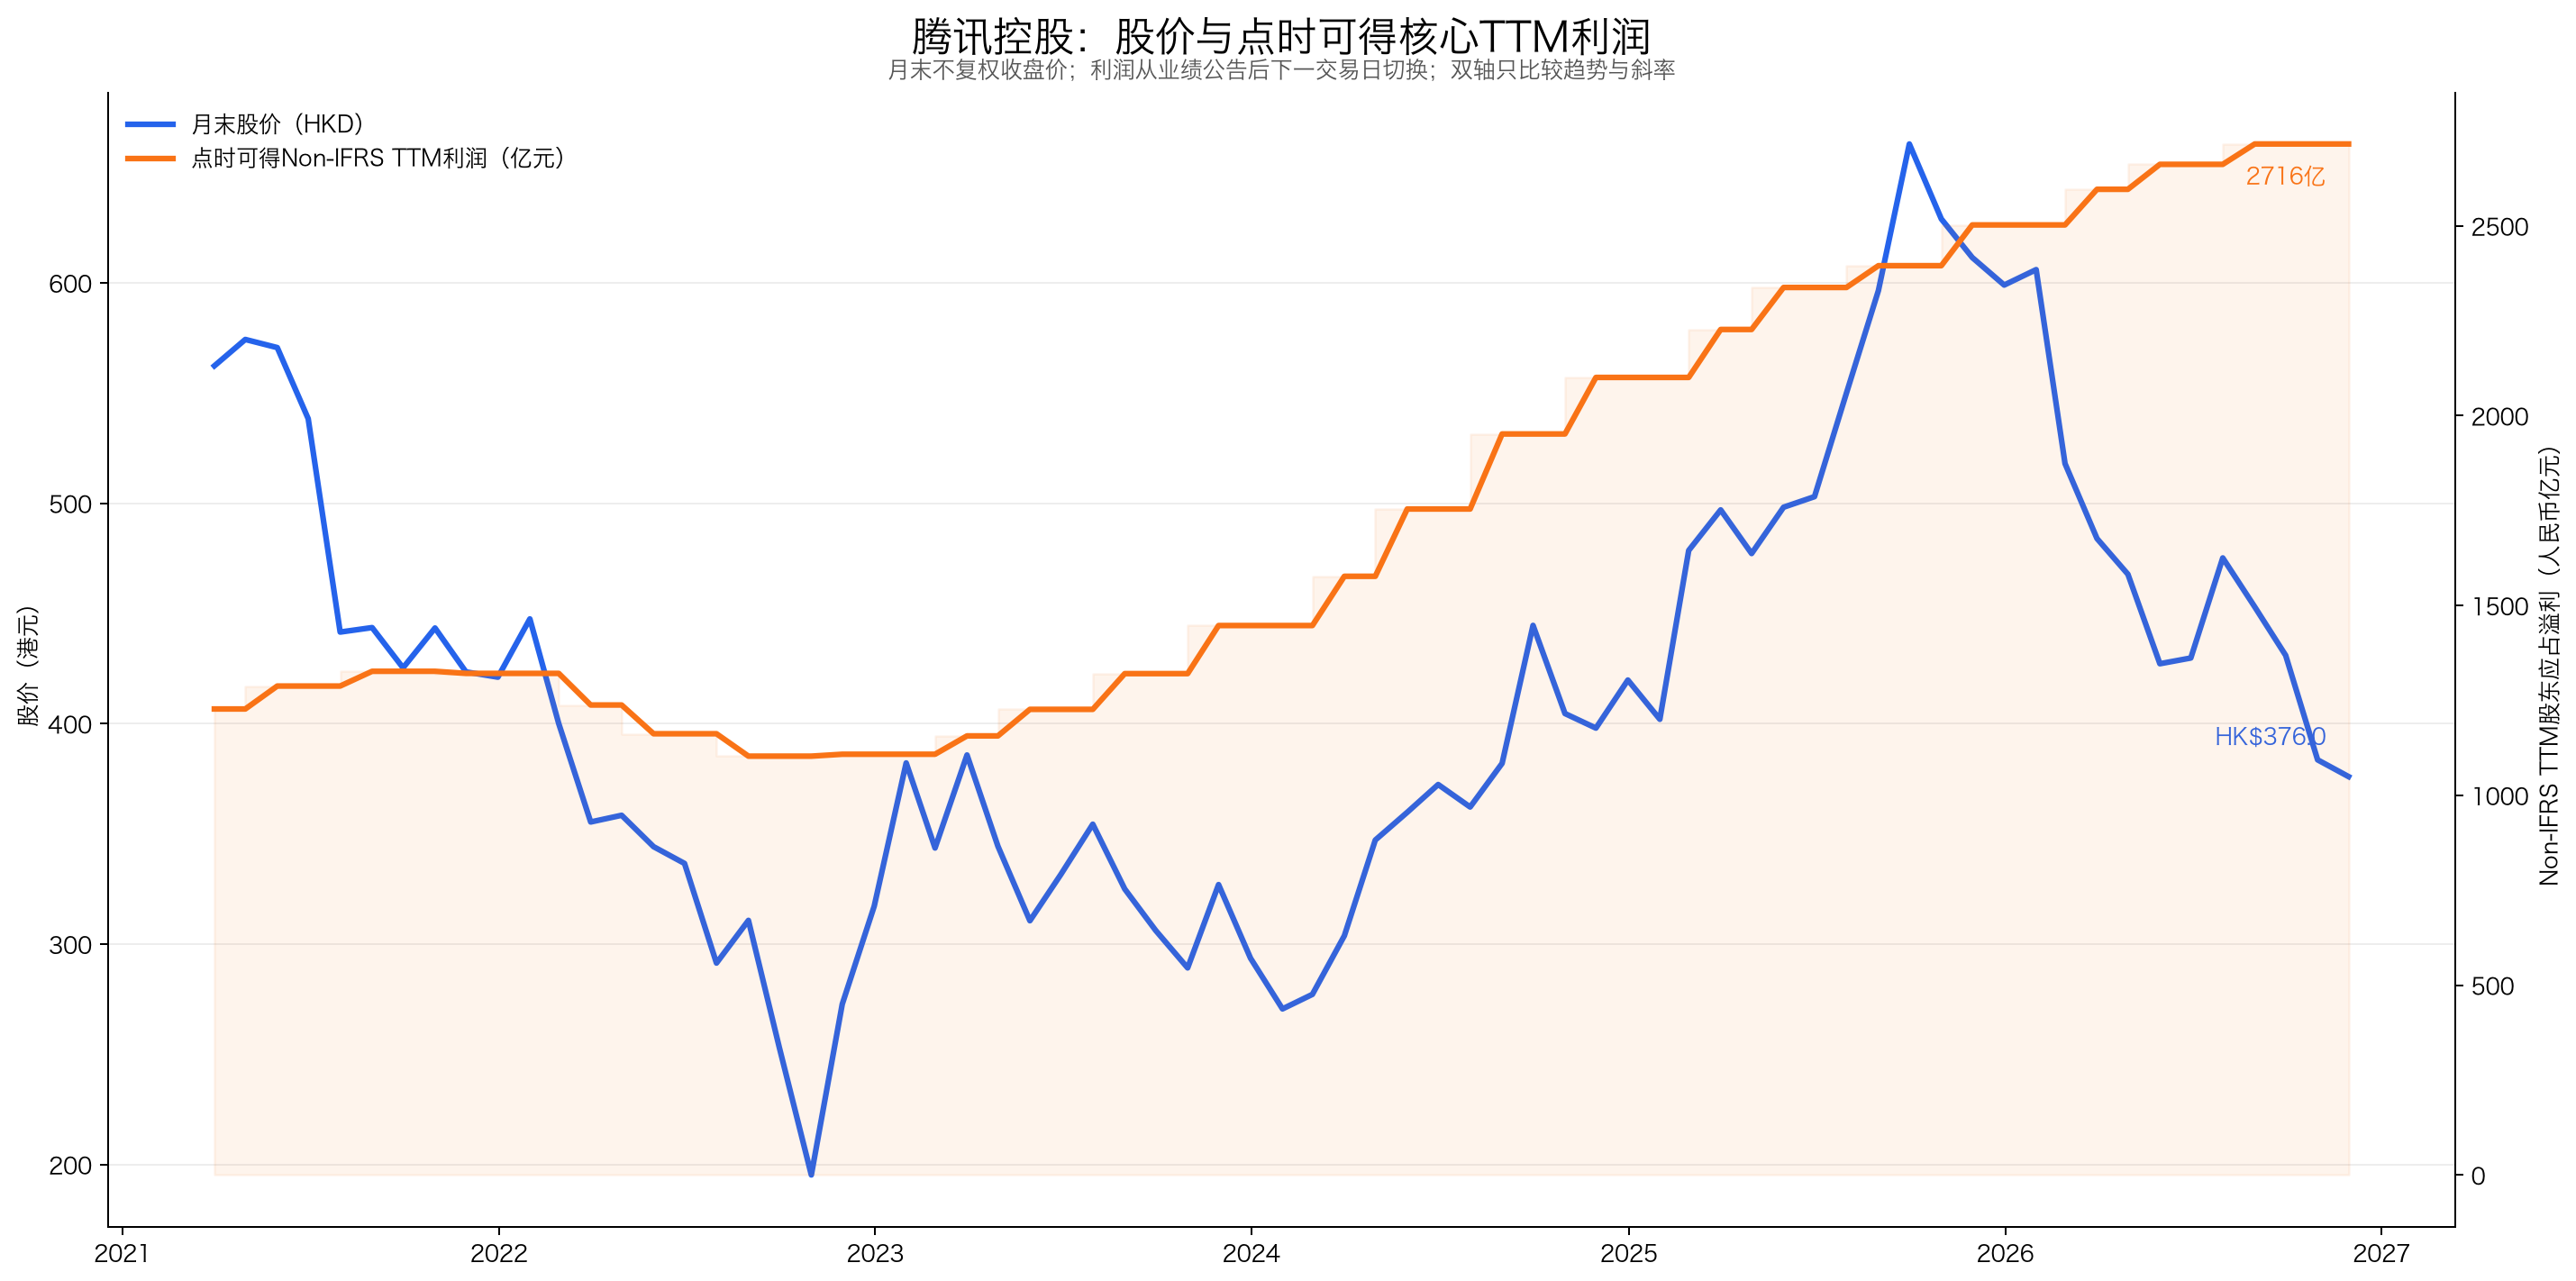 腾讯控股：股价与点时可得核心TTM利润
月末不复权收盘价；利润从业绩公告后下一交易日切换；双轴只比较趋势与斜率
月末股价（HKD）
点时可得Non-IFRS TTM利润（亿元）
2716亿
HK$376.0
股价（港元）
600
500
400
300
200
2500
2000
1500
1000
500
0
Non-IFRS TTM股东应占溢利（人民币亿元）
2021
2022
2023
2024
2025
2026
2027